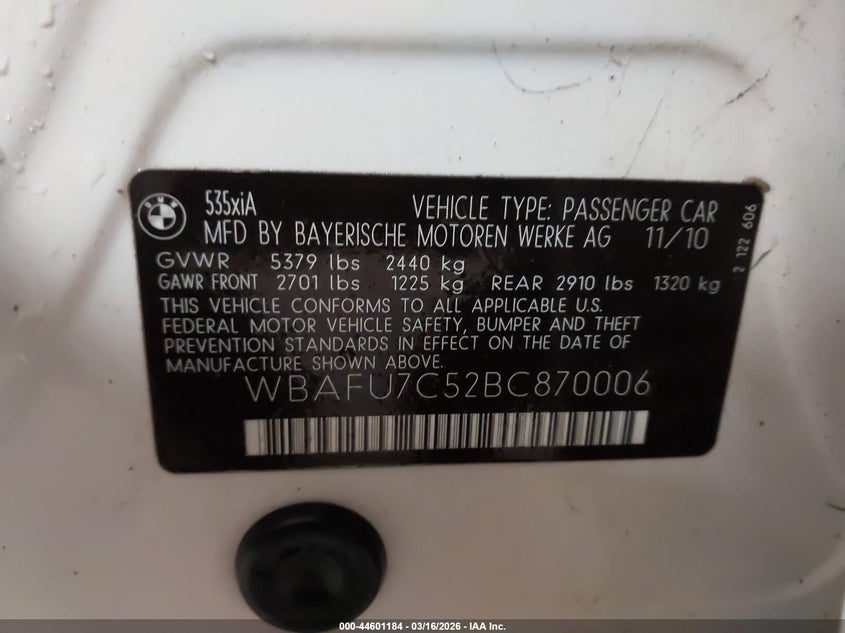 BMW
535xiA VEHICLE TYPE: PASSENGER CAR
MFD BY BAYERISCHE MOTOREN WERKE AG 11/10
GVWR 5379 lbs 2440 kg
GAWR FRONT 2701 lbs 1225 kg REAR 2910 lbs 1320 kg
THIS VEHICLE CONFORMS TO ALL APPLICABLE U.S.
FEDERAL MOTOR VEHICLE SAFETY, BUMPER AND THEFT
PREVENTION STANDARDS IN EFFECT ON THE DATE OF
MANUFACTURE SHOWN ABOVE.
WBAFU7C52BC870006
2 122 606
000-44601184 - 03/16/2026 - IAA Inc.